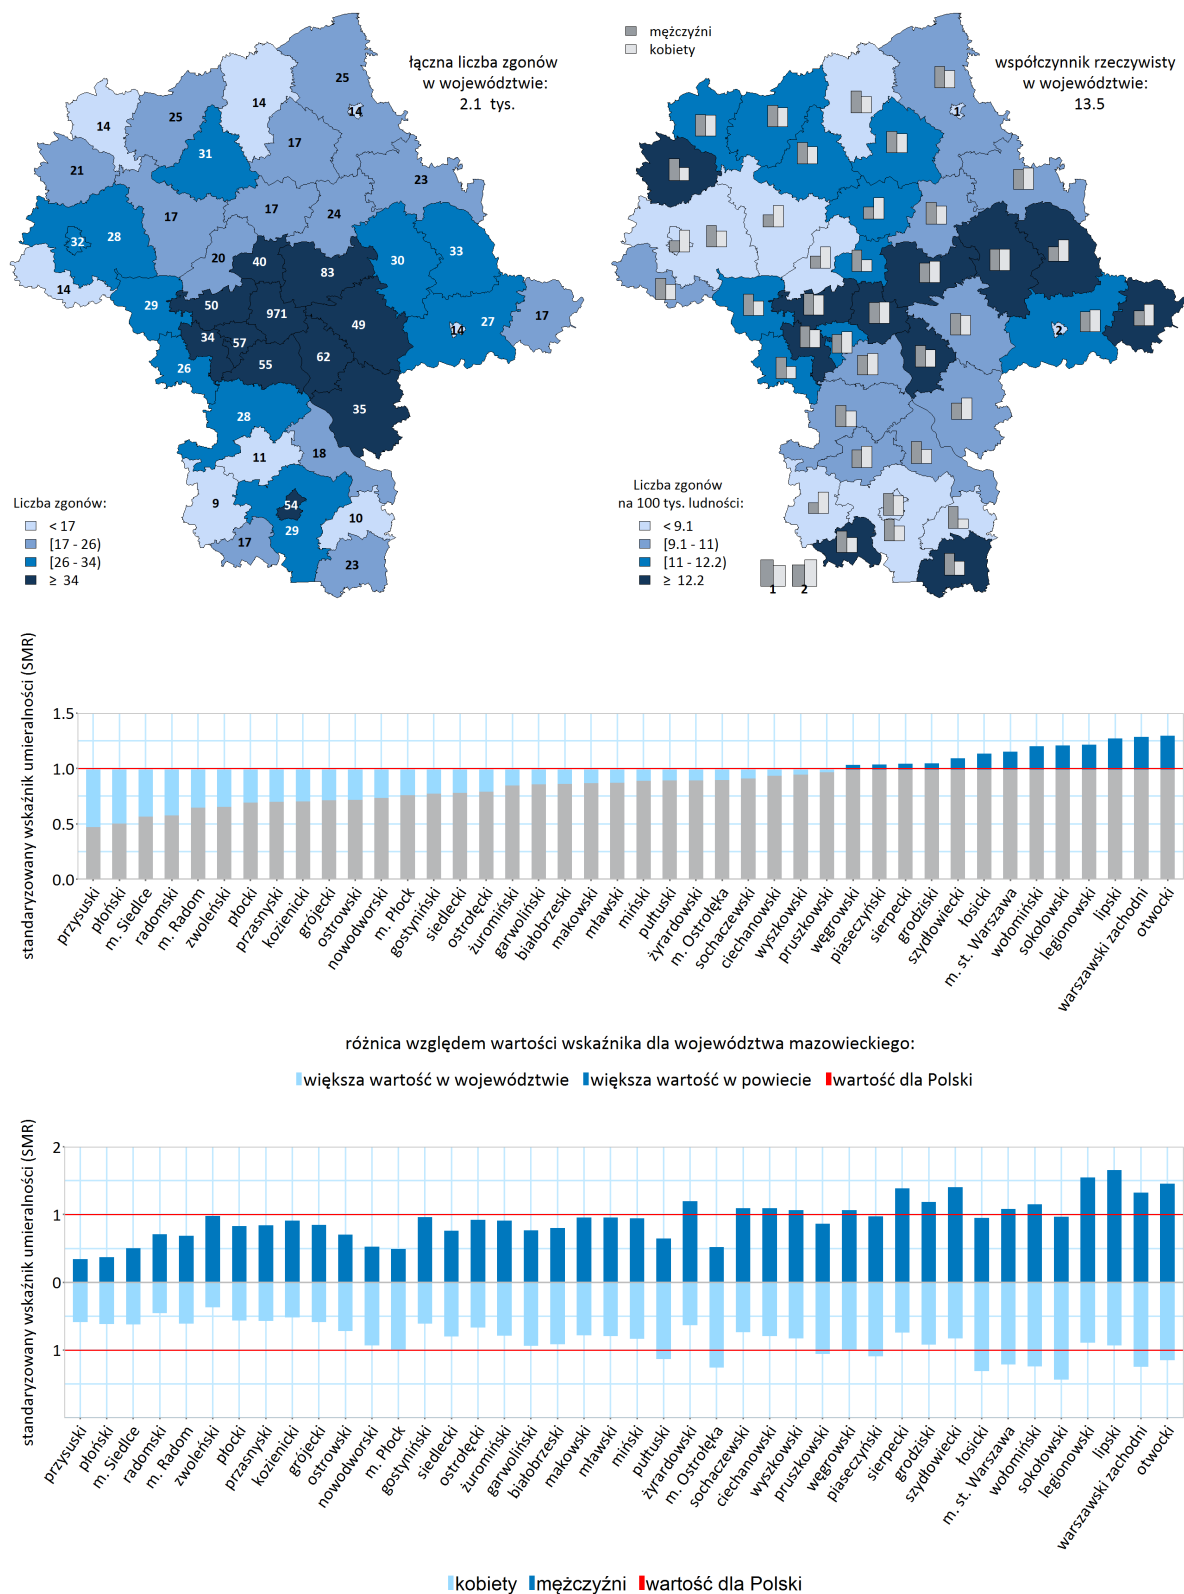 łączna liczba zgonów
w województwie:
2.1 tys.
25
14
14
25
14
31
17
21
23
17
17
24
32
28
20
40
83
30
33
14
29
50
971
49
14
27
17
34
57
26
55
62
28
35
11
18
9
54
10
29
17
23
Liczba zgonów:
< 17
[17 - 26)
[26 - 34)
≥ 34
mężczyźni
kobiety
współczynnik rzeczywisty
w województwie:
13.5
1
2
Liczba zgonów
na 100 tys. ludności:
< 9.1
[9.1 - 11)
[11 - 12.2)
≥ 12.2
1
2
standaryzowany wskaźnik umieralności (SMR)
1.5
1.0
0.5
0.0
przysuski
płoński
m. Siedlce
radomski
m. Radom
zwoleński
płocki
przasnyski
kozienicki
grójecki
ostrowski
nowodworski
m. Płock
gostyniński
siedlecki
ostrołęcki
żuromiński
garwoliński
białobrzeski
makowski
mławski
miński
pułtuski
żyrardowski
m. Ostrołęka
sochaczewski
ciechanowski
wyszkowski
pruszkowski
węgrowski
piaseczyński
sierpecki
grodziski
szydłowiecki
łosicki
m. st. Warszawa
wołomiński
sokołowski
legionowski
lipski
warszawski zachodni
otwocki
różnica względem wartości wskaźnika dla województwa mazowieckiego:
większa wartość w województwie
większa wartość w powiecie
wartość dla Polski
standaryzowany wskaźnik umieralności (SMR)
2
1
0
1
przysuski
płoński
m. Siedlce
radomski
m. Radom
zwoleński
płocki
przasnyski
kozienicki
grójecki
ostrowski
nowodworski
m. Płock
gostyniński
siedlecki
ostrołęcki
żuromiński
garwoliński
białobrzeski
makowski
mławski
miński
pułtuski
żyrardowski
m. Ostrołęka
sochaczewski
ciechanowski
wyszkowski
pruszkowski
węgrowski
piaseczyński
sierpecki
grodziski
szydłowiecki
łosicki
m. st. Warszawa
wołomiński
sokołowski
legionowski
lipski
warszawski zachodni
otwocki
kobiety
mężczyźni
wartość dla Polski